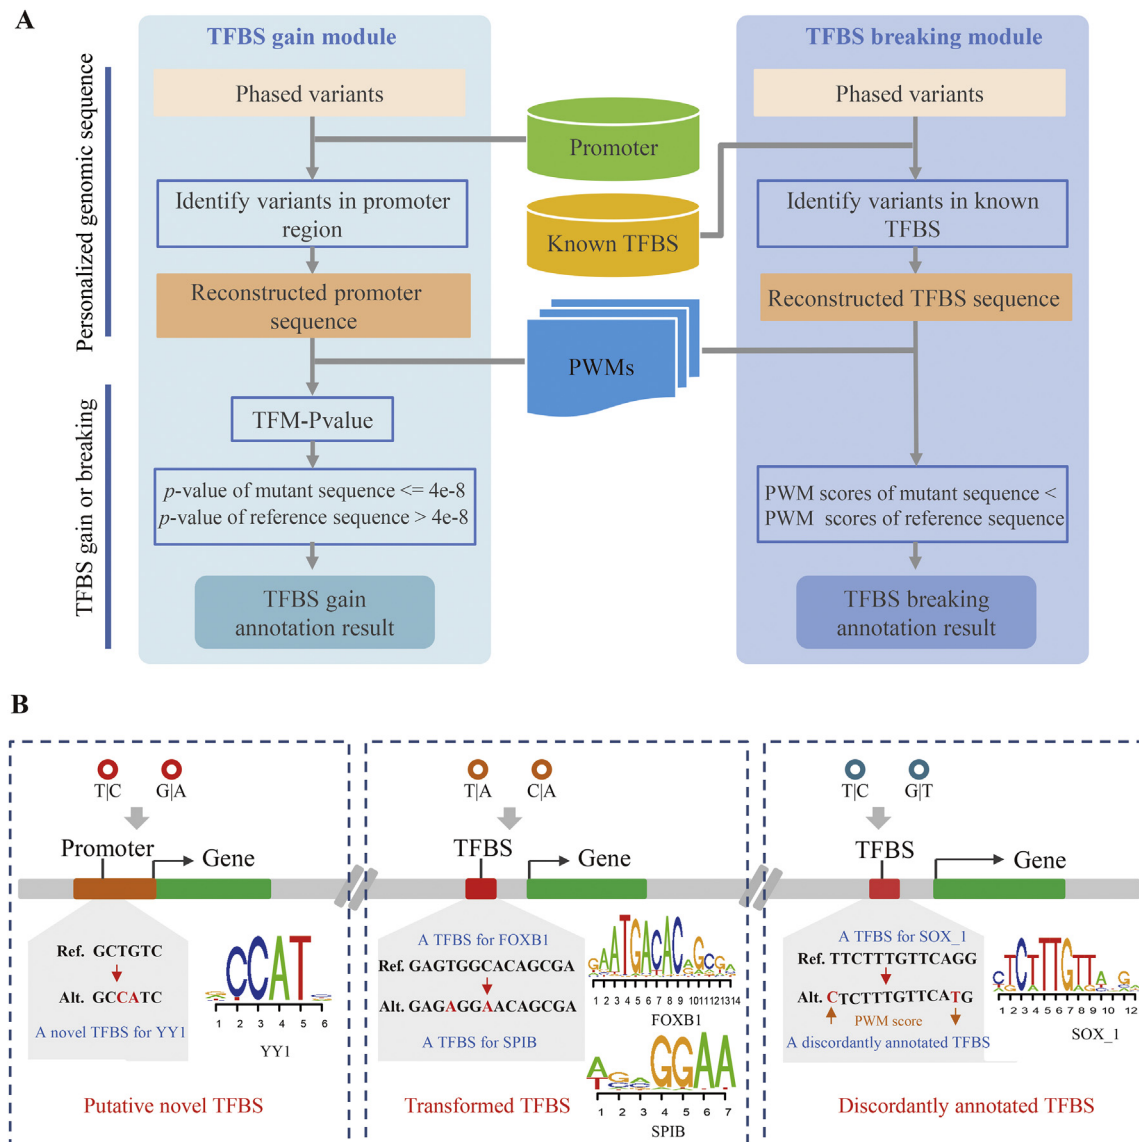 A
TFBS gain module
TFBS breaking module
Personalized genomic sequence
TFBS gain or breaking
Phased variants
Identify variants in promoter
region
Reconstructed promoter
sequence
TFM-Pvalue
p-value of mutant sequence <= 4e-8
p-value of reference sequence > 4e-8
TFBS gain
annotation result
Promoter
Known TFBS
PWMs
Phased variants
Identify variants in known
TFBS
Reconstructed TFBS sequence
PWM scores of mutant sequence <
PWM scores of reference sequence
TFBS breaking
annotation result
B
T|C G|A
Promoter
Gene
Ref. GCTGTC
Alt. GCCATC
A novel TFBS for YY1
CCAT
1 2 3 4 5 6
YY1
Putative novel TFBS
T|A C|A
TFBS
Gene
A TFBS for FOXB1
Ref. GAGTGGCACAGCGA
Alt. GAGAGGAACAGCGA
A TFBS for SPIB
1 2 3 4 5 6 7 8 9 10 11 12 13 14
FOXB1
1 2 3 4 5 6 7
SPIB
Transformed TFBS
T|C G|T
TFBS
Gene
A TFBS for SOX_1
Ref. TTCTTTGTTCAGG
Alt. CTCTTTGTTCATG
PWM score
A discordantly annotated TFBS
1 2 3 4 5 6 7 8 9 10 12
SOX_1
Discordantly annotated TFBS